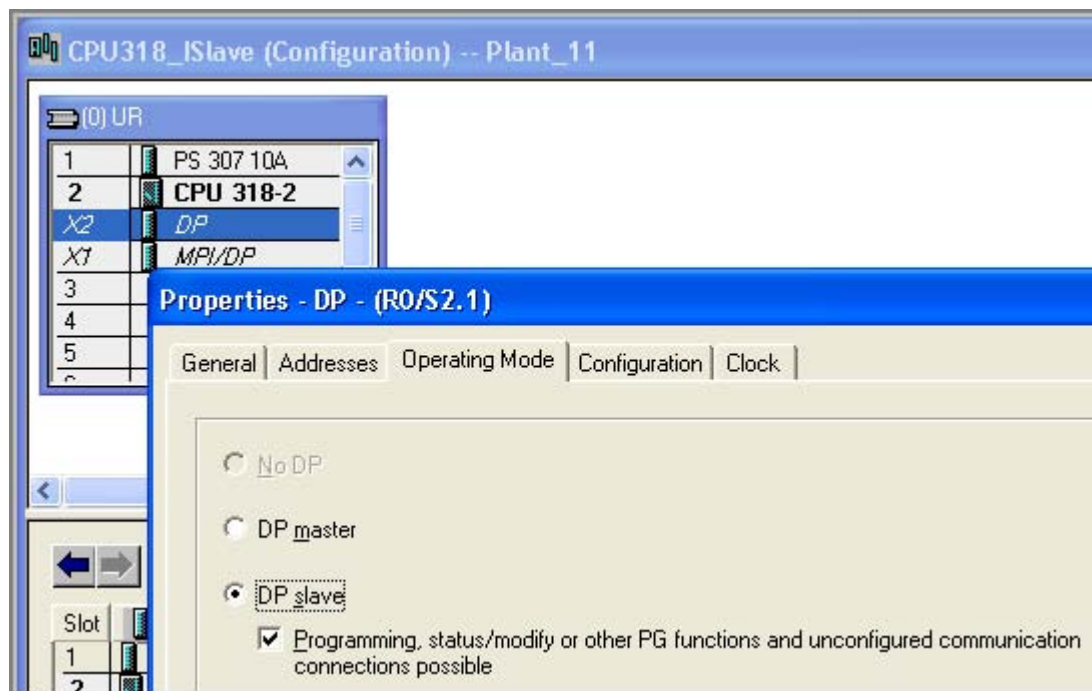 CPU318_ISlave (Configuration) -- Plant_11
(0) UR
1 PS 307 10A
2 CPU 318-2
X2 DP
X1 MPI/DP
3
4
5
Properties - DP - (R0/S2.1)
General Addresses Operating Mode Configuration Clock
No DP
DP master
DP slave
Programming, status/modify or other PG functions and unconfigured communication
connections possible
Slot
1
2